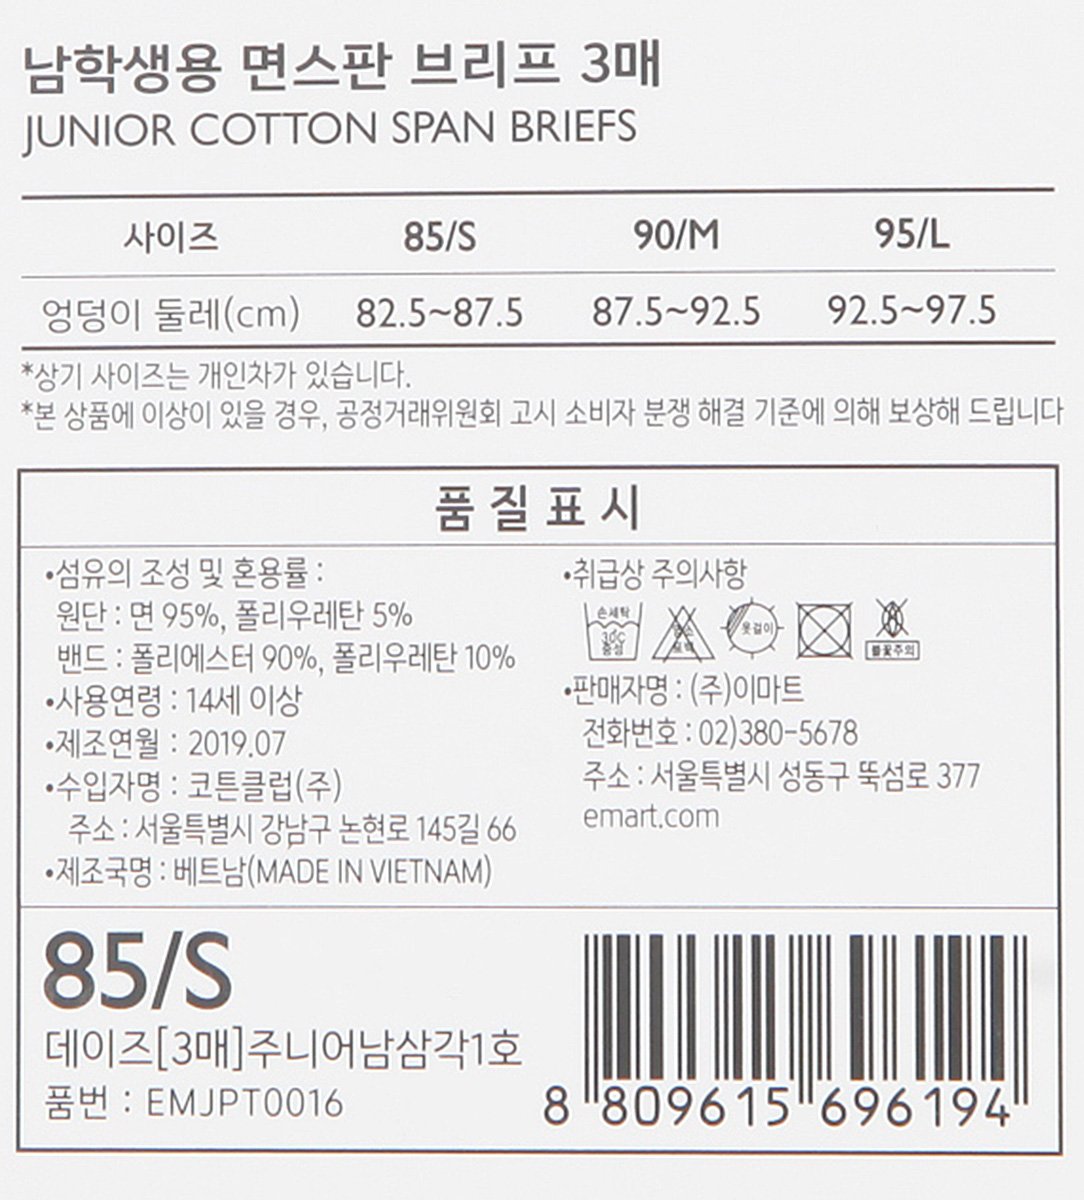 남학생용 면스판 브리프 3매
JUNIOR COTTON SPAN BRIEFS
사이즈 85/S 90/M 95/L
엉덩이 둘레(cm) 82.5~87.5 87.5~92.5 92.5~97.5
*상기 사이즈는 개인차가 있습니다.
*본 상품에 이상이 있을 경우, 공정거래위원회 고시 소비자 분쟁 해결 기준에 의해 보상해 드립니다
품질표시
•섬유의 조성 및 혼용률 :
원단 : 면 95%, 폴리우레탄 5%
밴드 : 폴리에스터 90%, 폴리우레탄 10%
•사용연령 : 14세 이상
•제조연월 : 2019.07
•수입자명 : 코튼클럽(주)
주소 : 서울특별시 강남구 논현로 145길 66
•제조국명 : 베트남(MADE IN VIETNAM)
•취급상 주의사항
손세탁
30c
중성
염소
표백
옷걸이
불꽃주의
•판매자명 : (주)이마트
전화번호 : 02)380-5678
주소 : 서울특별시 성동구 뚝섬로 377
emart.com
85/S
데이즈[3매]주니어남삼각1호
품번 : EMJPT0016
8 809615 696194